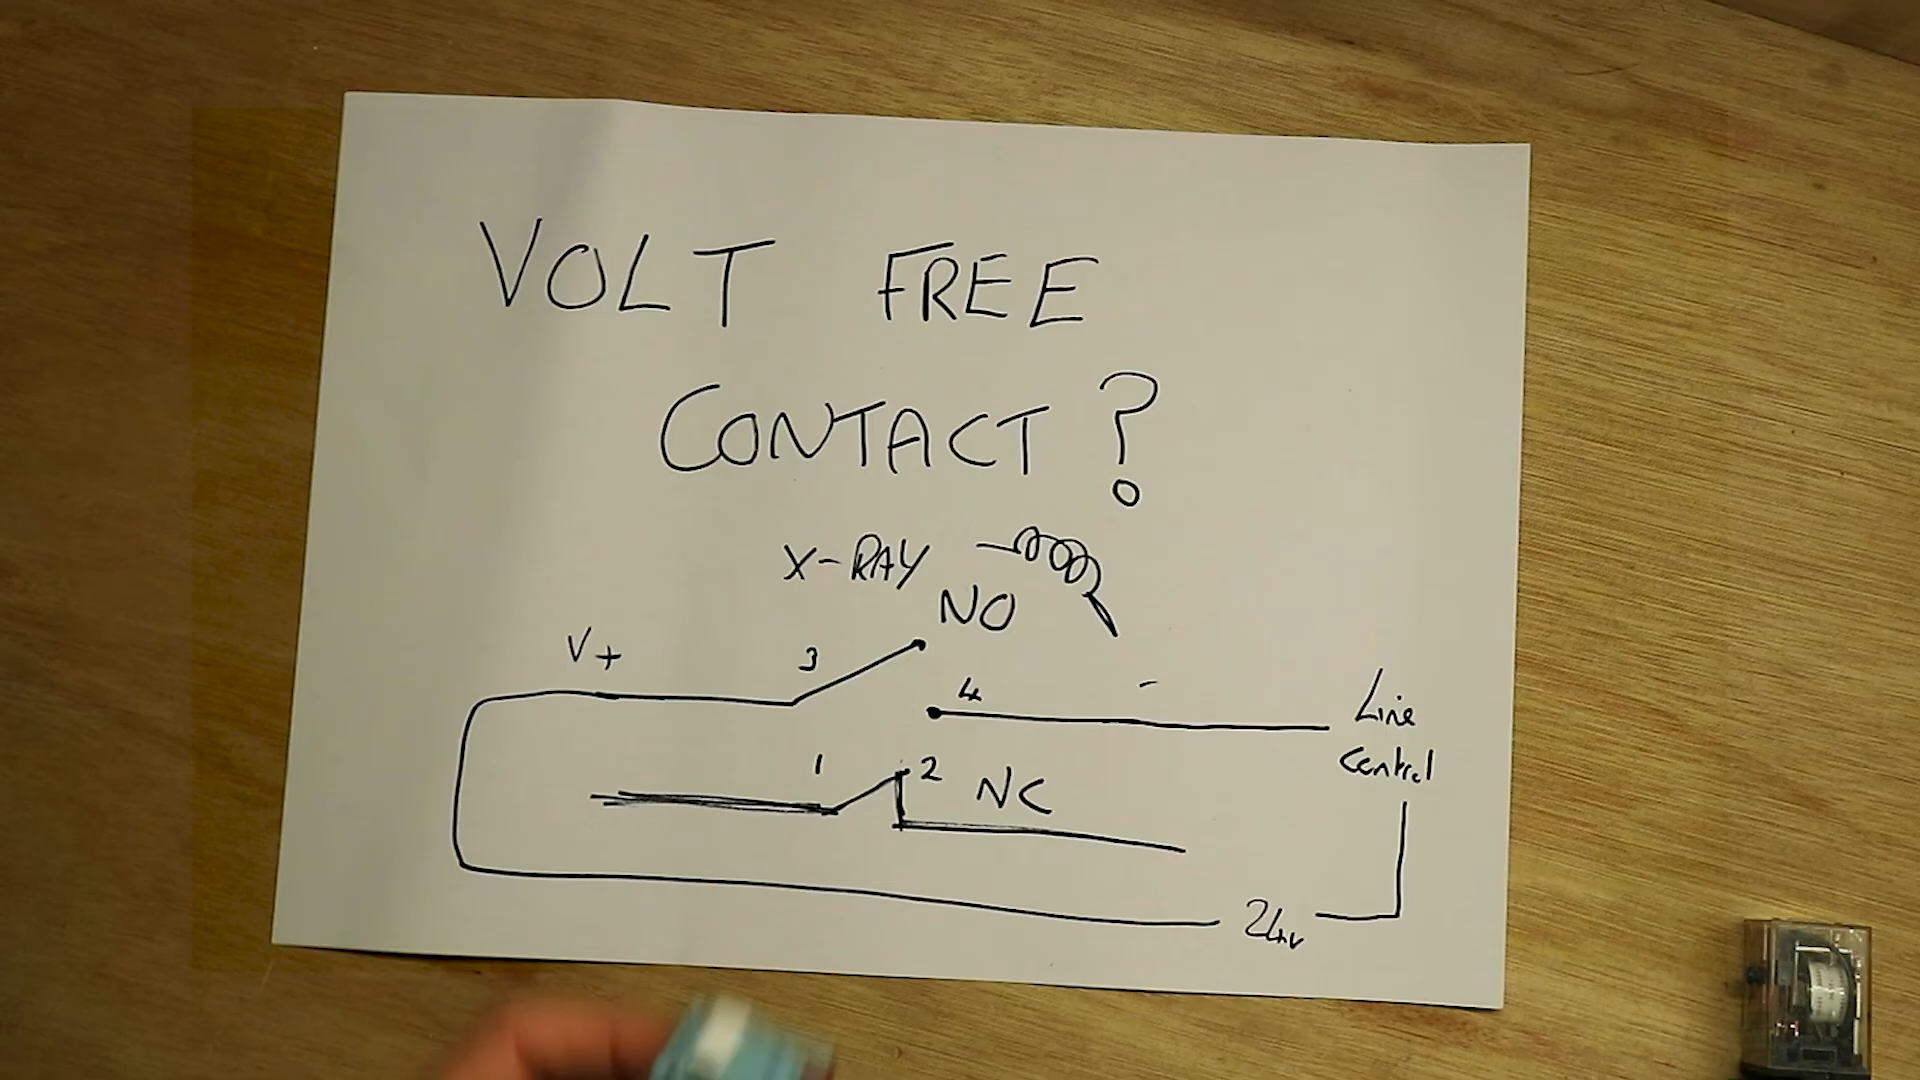 VOLT FREE
CONTACT?
X-RAY
NO
V+ 3
4
Line
Control
1 2 NC
24v